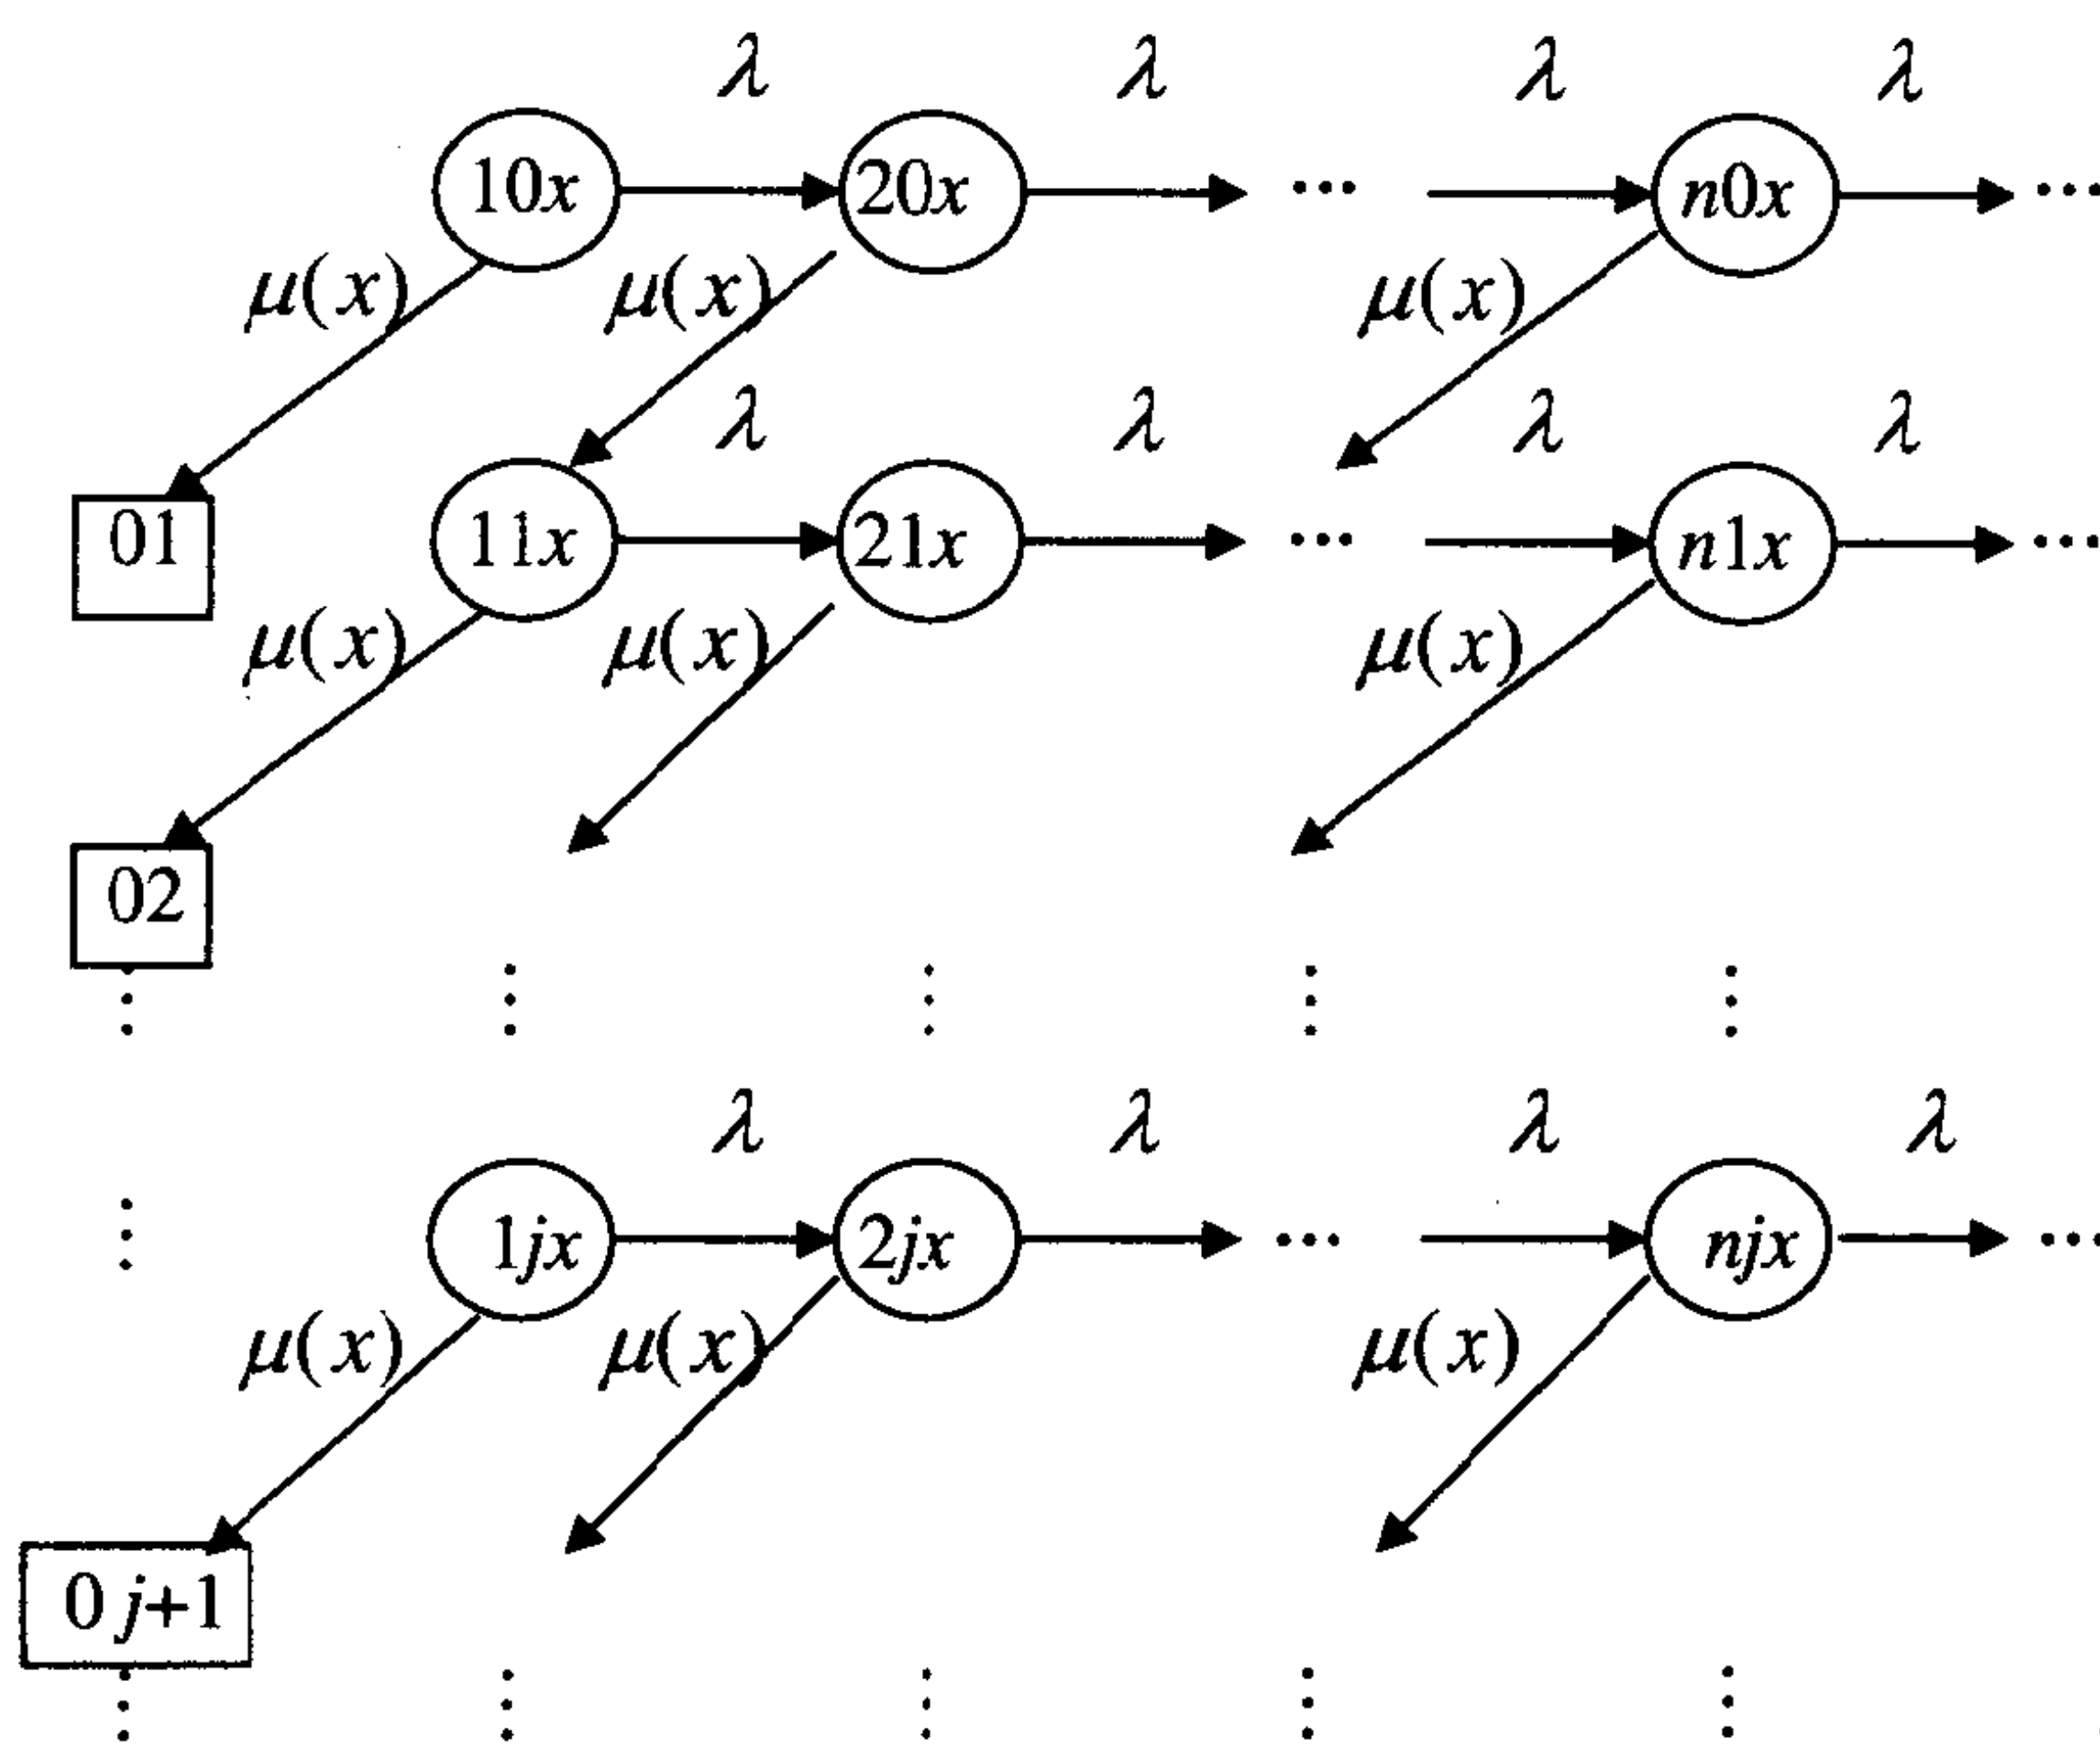 λ λ λ λ
10x 20x ... n0x ...
μ(x) μ(x) μ(x)
λ λ λ λ
01 11x 21x ... n1x ...
μ(x) μ(x) μ(x)
02
λ λ λ λ
1jx 2jx ... njx ...
μ(x) μ(x) μ(x)
0 j+1